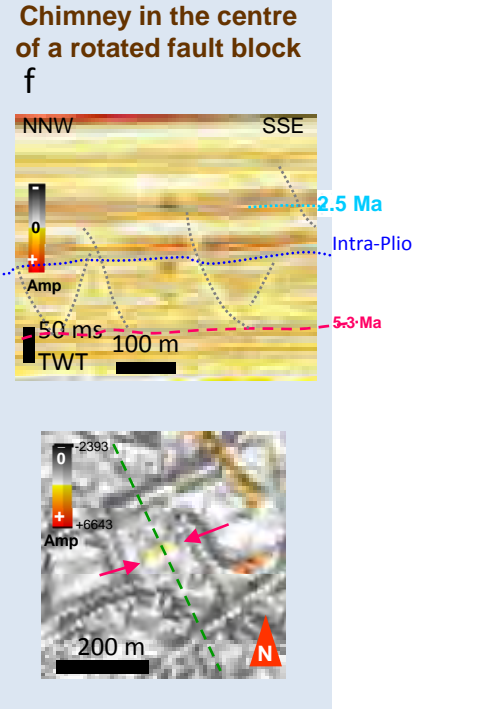 Chimney in the centre
of a rotated fault block
f
NNW SSE
-
0
+
Amp
2.5 Ma
Intra-Plio
5.3 Ma
50 ms
TWT
100 m
-2393
0
+
+6643
Amp
200 m
N